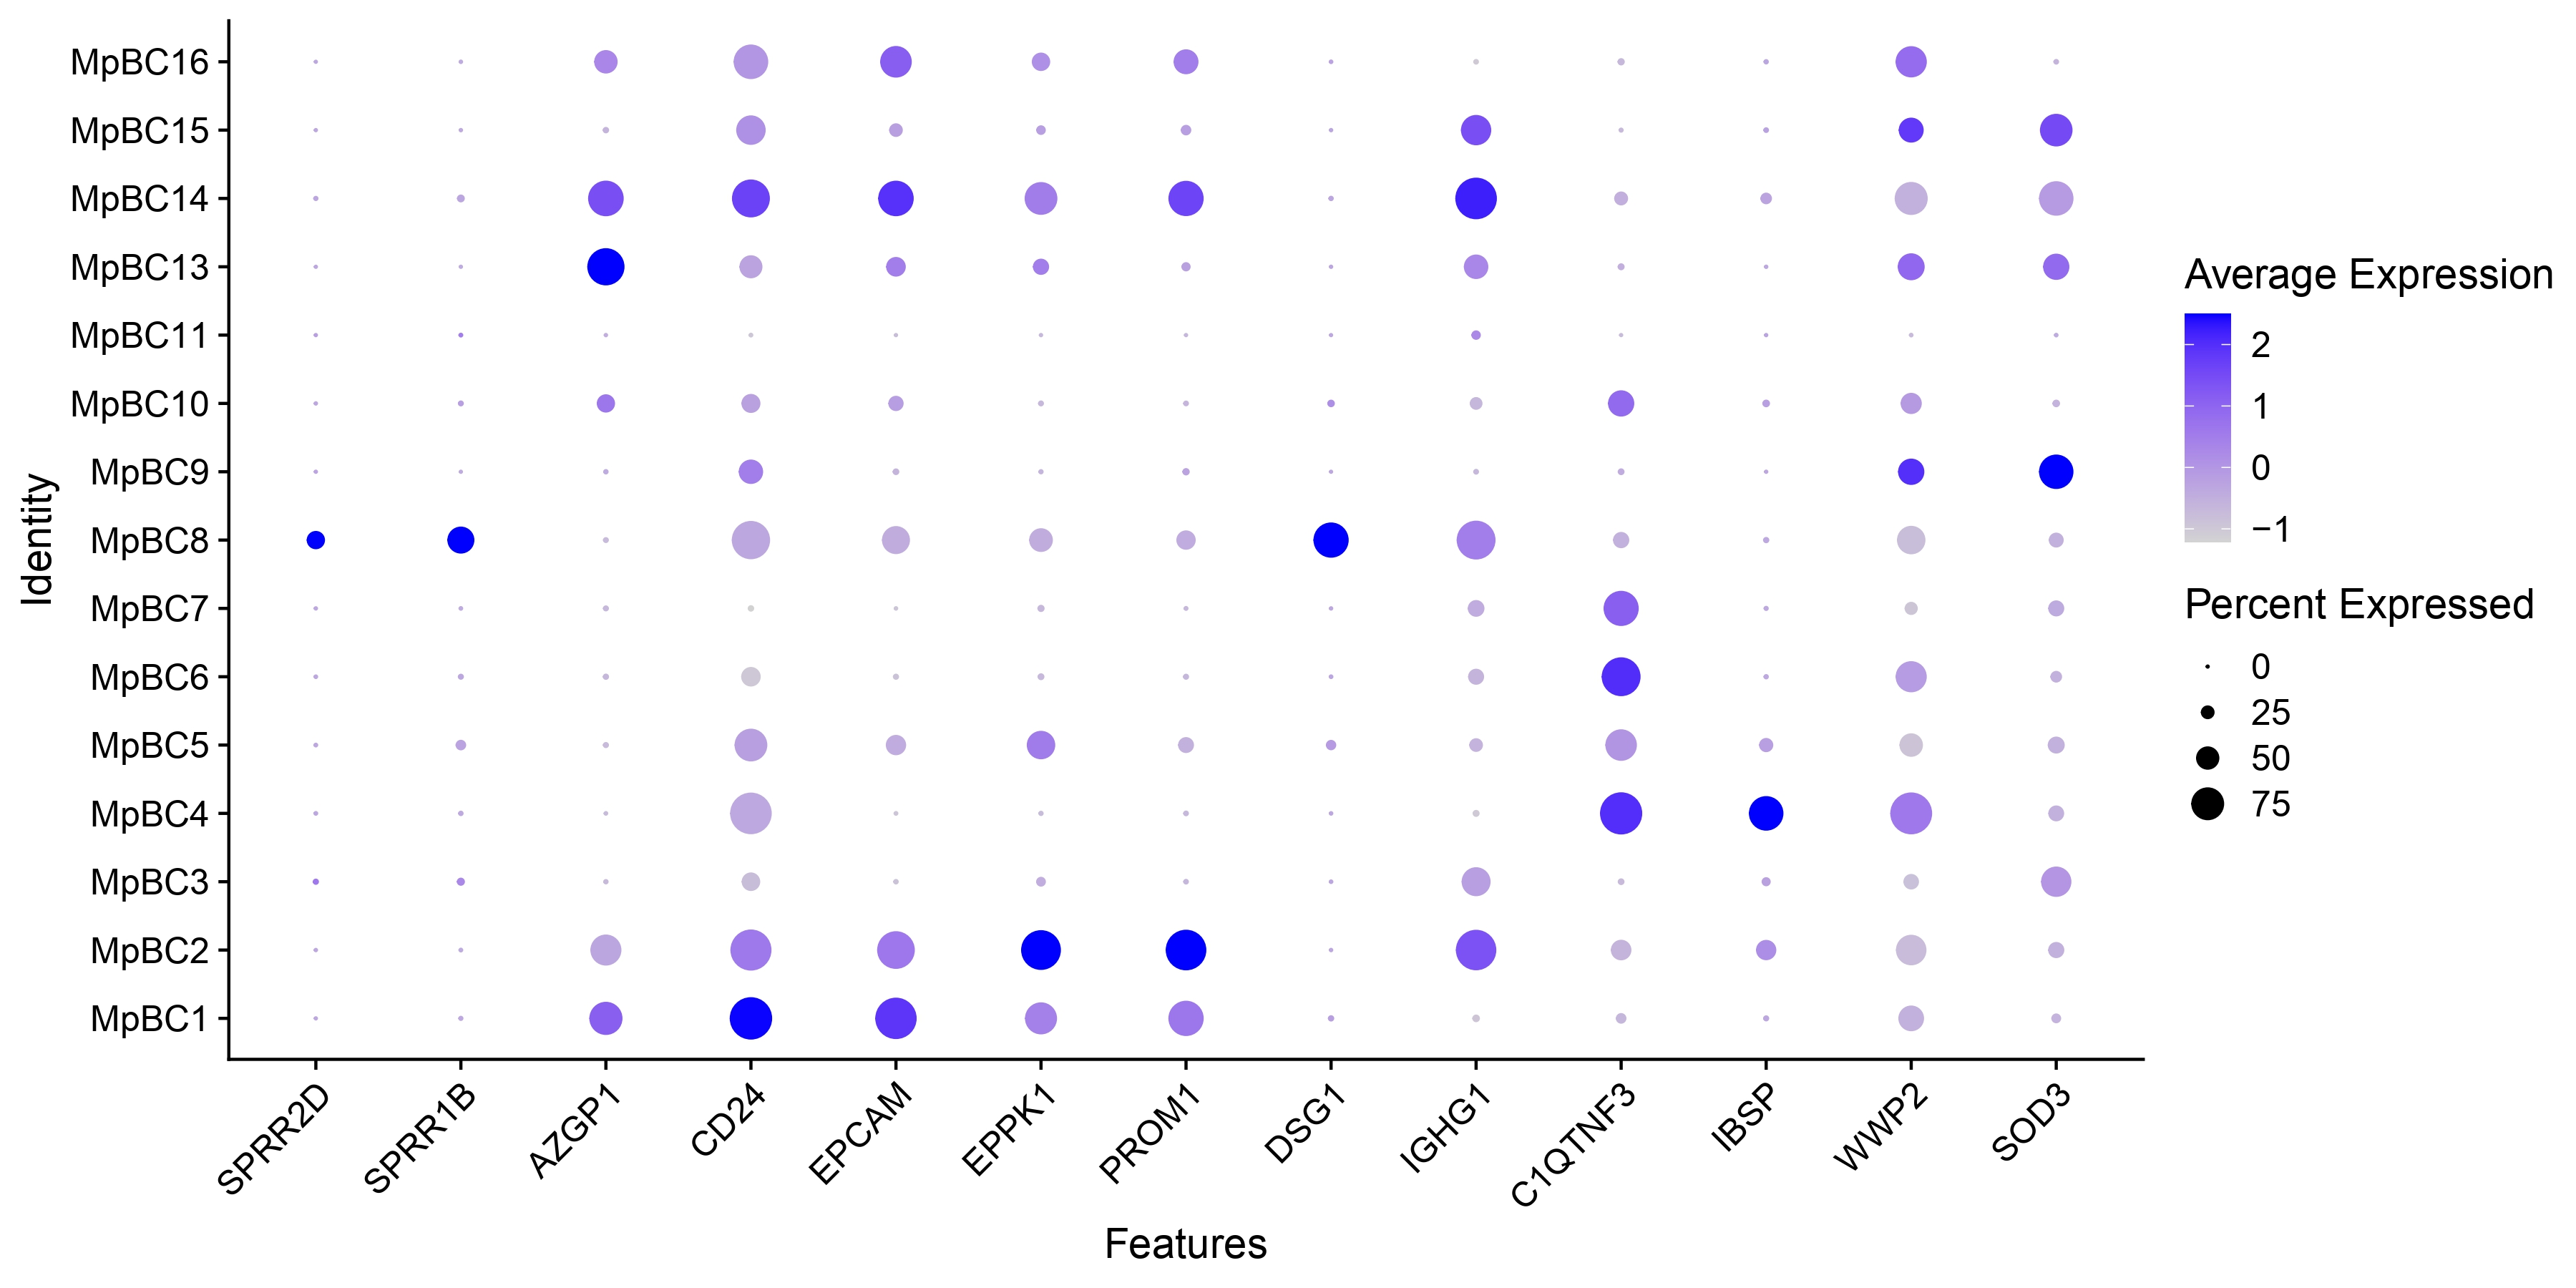 MpBC16
MpBC15
MpBC14
MpBC13
MpBC11
MpBC10
MpBC9
MpBC8
MpBC7
MpBC6
MpBC5
MpBC4
MpBC3
MpBC2
MpBC1
Identity
SPRR2D
SPRR1B
AZGP1
CD24
EPCAM
EPPK1
PROM1
DSG1
IGHG1
C1QTNF3
IBSP
WWP2
SOD3
Features
Average Expression
2
1
0
−1
Percent Expressed
0
25
50
75